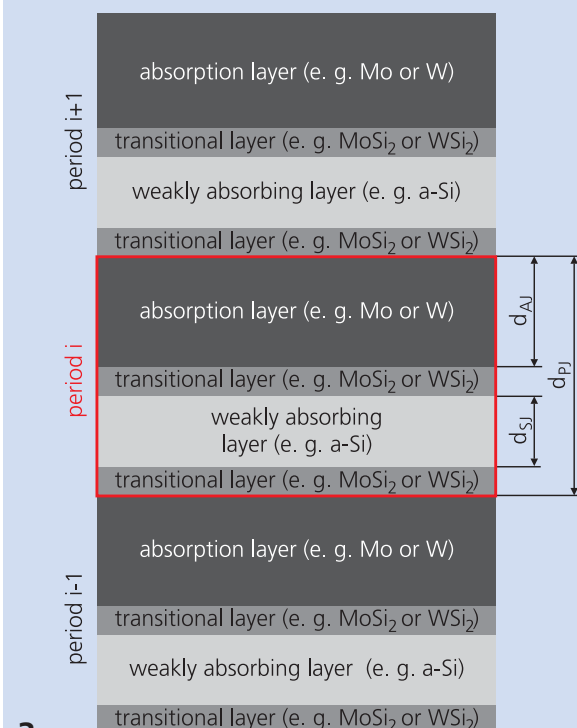 period i+1
absorption layer (e. g. Mo or W)
transitional layer (e. g. MoSi₂ or WSi₂)
weakly absorbing layer (e. g. a-Si)
transitional layer (e. g. MoSi₂ or WSi₂)
period i
absorption layer (e. g. Mo or W)
transitional layer (e. g. MoSi₂ or WSi₂)
weakly absorbing
layer (e. g. a-Si)
transitional layer (e. g. MoSi₂ or WSi₂)
dAJ
dSJ
dPJ
period i-1
absorption layer (e. g. Mo or W)
transitional layer (e. g. MoSi₂ or WSi₂)
weakly absorbing layer (e. g. a-Si)
transitional layer (e. g. MoSi₂ or WSi₂)